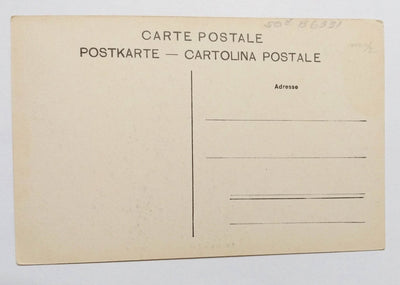 CARTE POSTALE
POSTKARTE — CARTOLINA POSTALE
Adresse